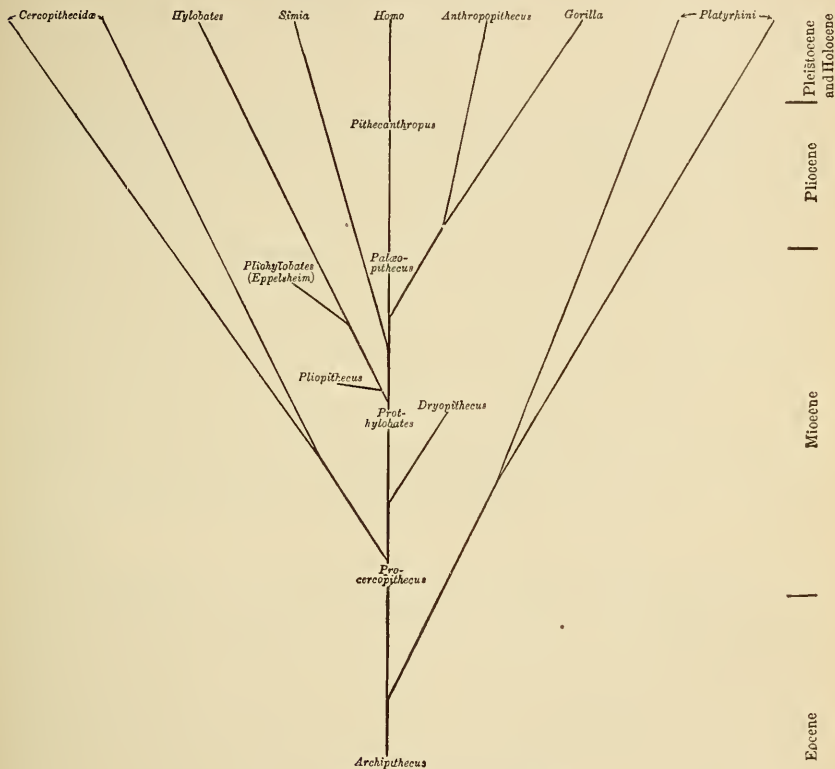 Cercopithecidæ
Hylobates
Simia
Homo
Anthropopithecus
Gorilla
Platyrhini
Pleistocene
and Holocene
Pithecanthropus
Pliocene
Palæo-
pithecus
Pliohylobates
(Eppelsheim)
Pliopithecus
Dryopithecus
Prot-
hylobates
Miocene
Pro-
cercopithecus
Eocene
Archipithecus